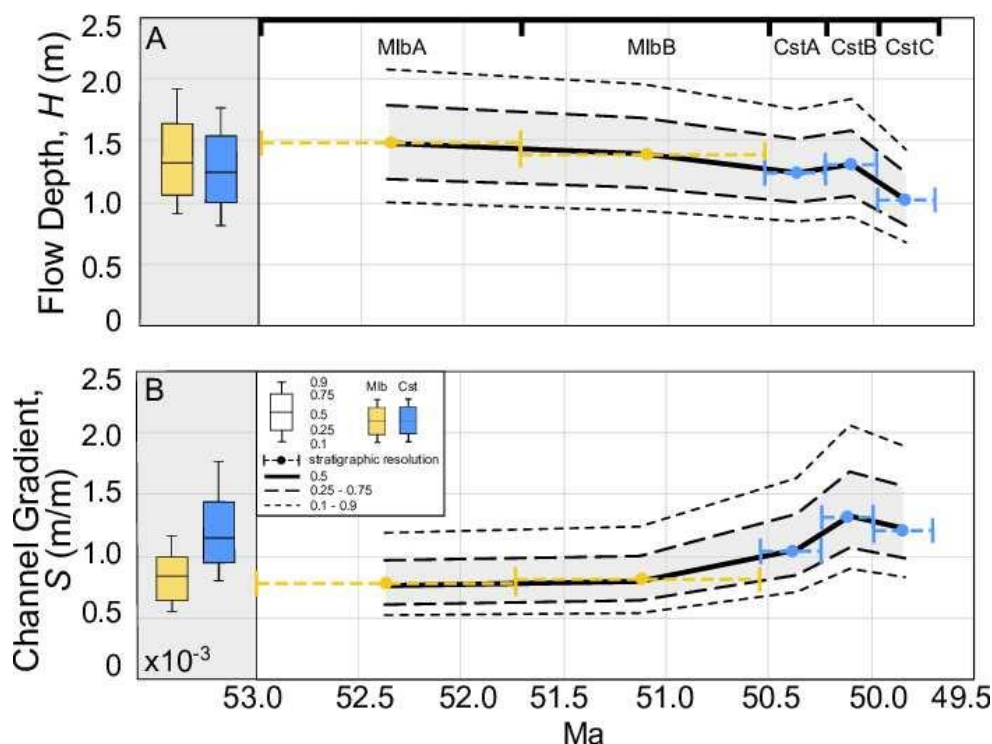 A
MlbA MlbB CstA CstB CstC
Flow Depth, H (m)
2.5
2.0
1.5
1.0
0.5
0
B
Channel Gradient,
S (m/m)
2.5
2.0
1.5
1.0
0.5
0
x10-3
0.9
0.75
0.5
0.25
0.1
Mlb Cst
stratigraphic resolution
0.5
0.25 - 0.75
0.1 - 0.9
53.0 52.5 52.0 51.5 51.0 50.5 50.0 49.5
Ma